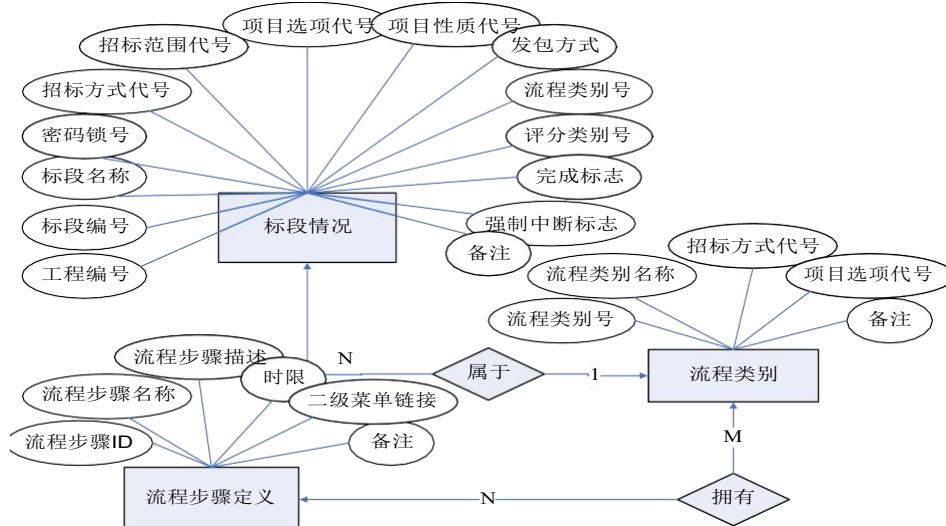 项目选项代号
项目性质代号
招标范围代号
发包方式
招标方式代号
流程类别号
密码锁号
评分类别号
标段名称
完成标志
标段编号
标段情况
强制中断标志
工程编号
备注
招标方式代号
流程类别名称
项目选项代号
流程类别号
备注
流程步骤描述
N
时限
属于
1
流程类别
流程步骤名称
二级菜单链接
流程步骤ID
备注
M
流程步骤定义
N
拥有